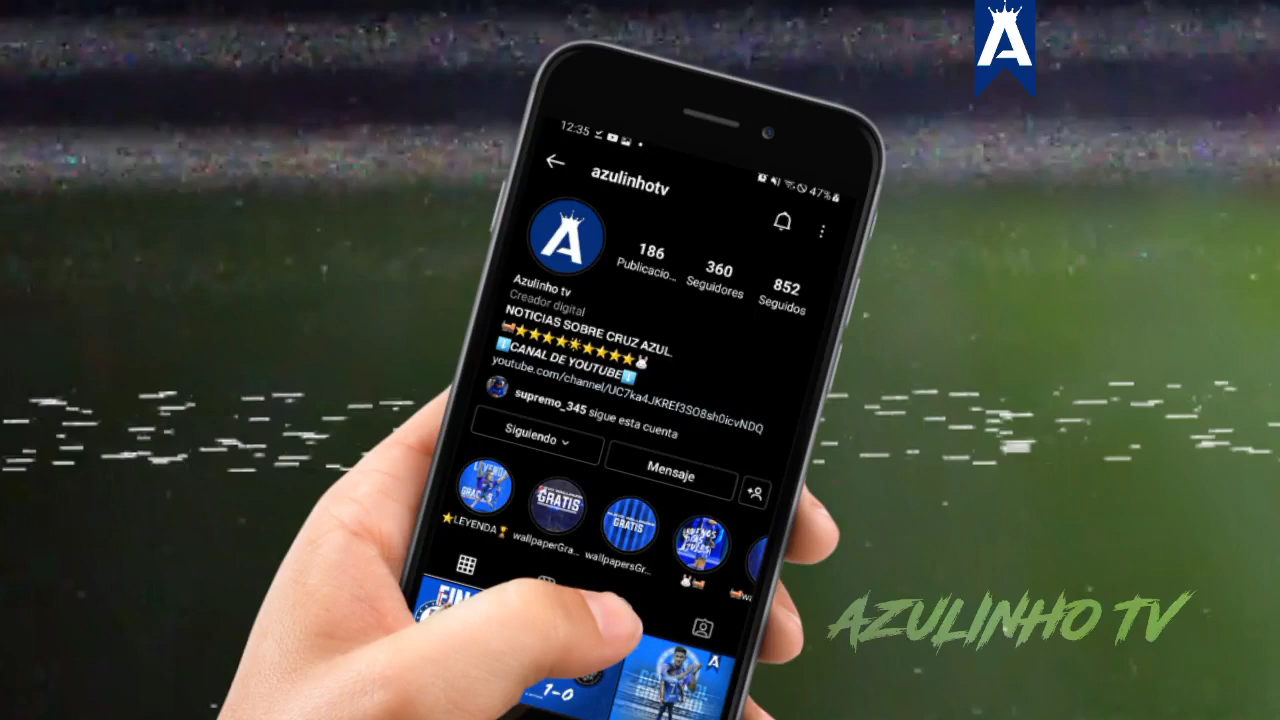 A
12:35
47%
azulinhotv
186
Publicacio...
360
Seguidores
852
Seguidos
Azulinho tv
Creador digital
NOTICIAS SOBRE CRUZ AZUL.
CANAL DE YOUTUBE
youtube.com/channel/UC7ka4JKREf3SO8sh0icvNDQ
supremo_345 sigue esta cuenta
Siguiendo
Mensaje
LEYENDA
GRATIS
GRATIS
LEYENDA
wallpaperGra...
wallpapersGr...
1-0
A
AZULINHO TV